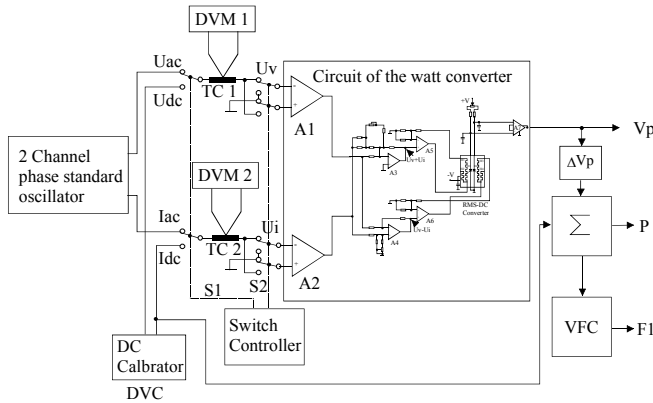 DVM 1
Uac
Udc
TC 1
Uv
A1
Circuit of the watt converter
+V
A7
A3
A5
Uv+Ui
-V
RMS-DC
Converter
A6
Uv-Ui
A4
Vp
ΔVp
2 Channel
phase standard
oscillator
DVM 2
Iac
Idc
TC 2
Ui
A2
S1
S2
Σ
P
DC
Calbrator
DVC
Switch
Controller
VFC
F1